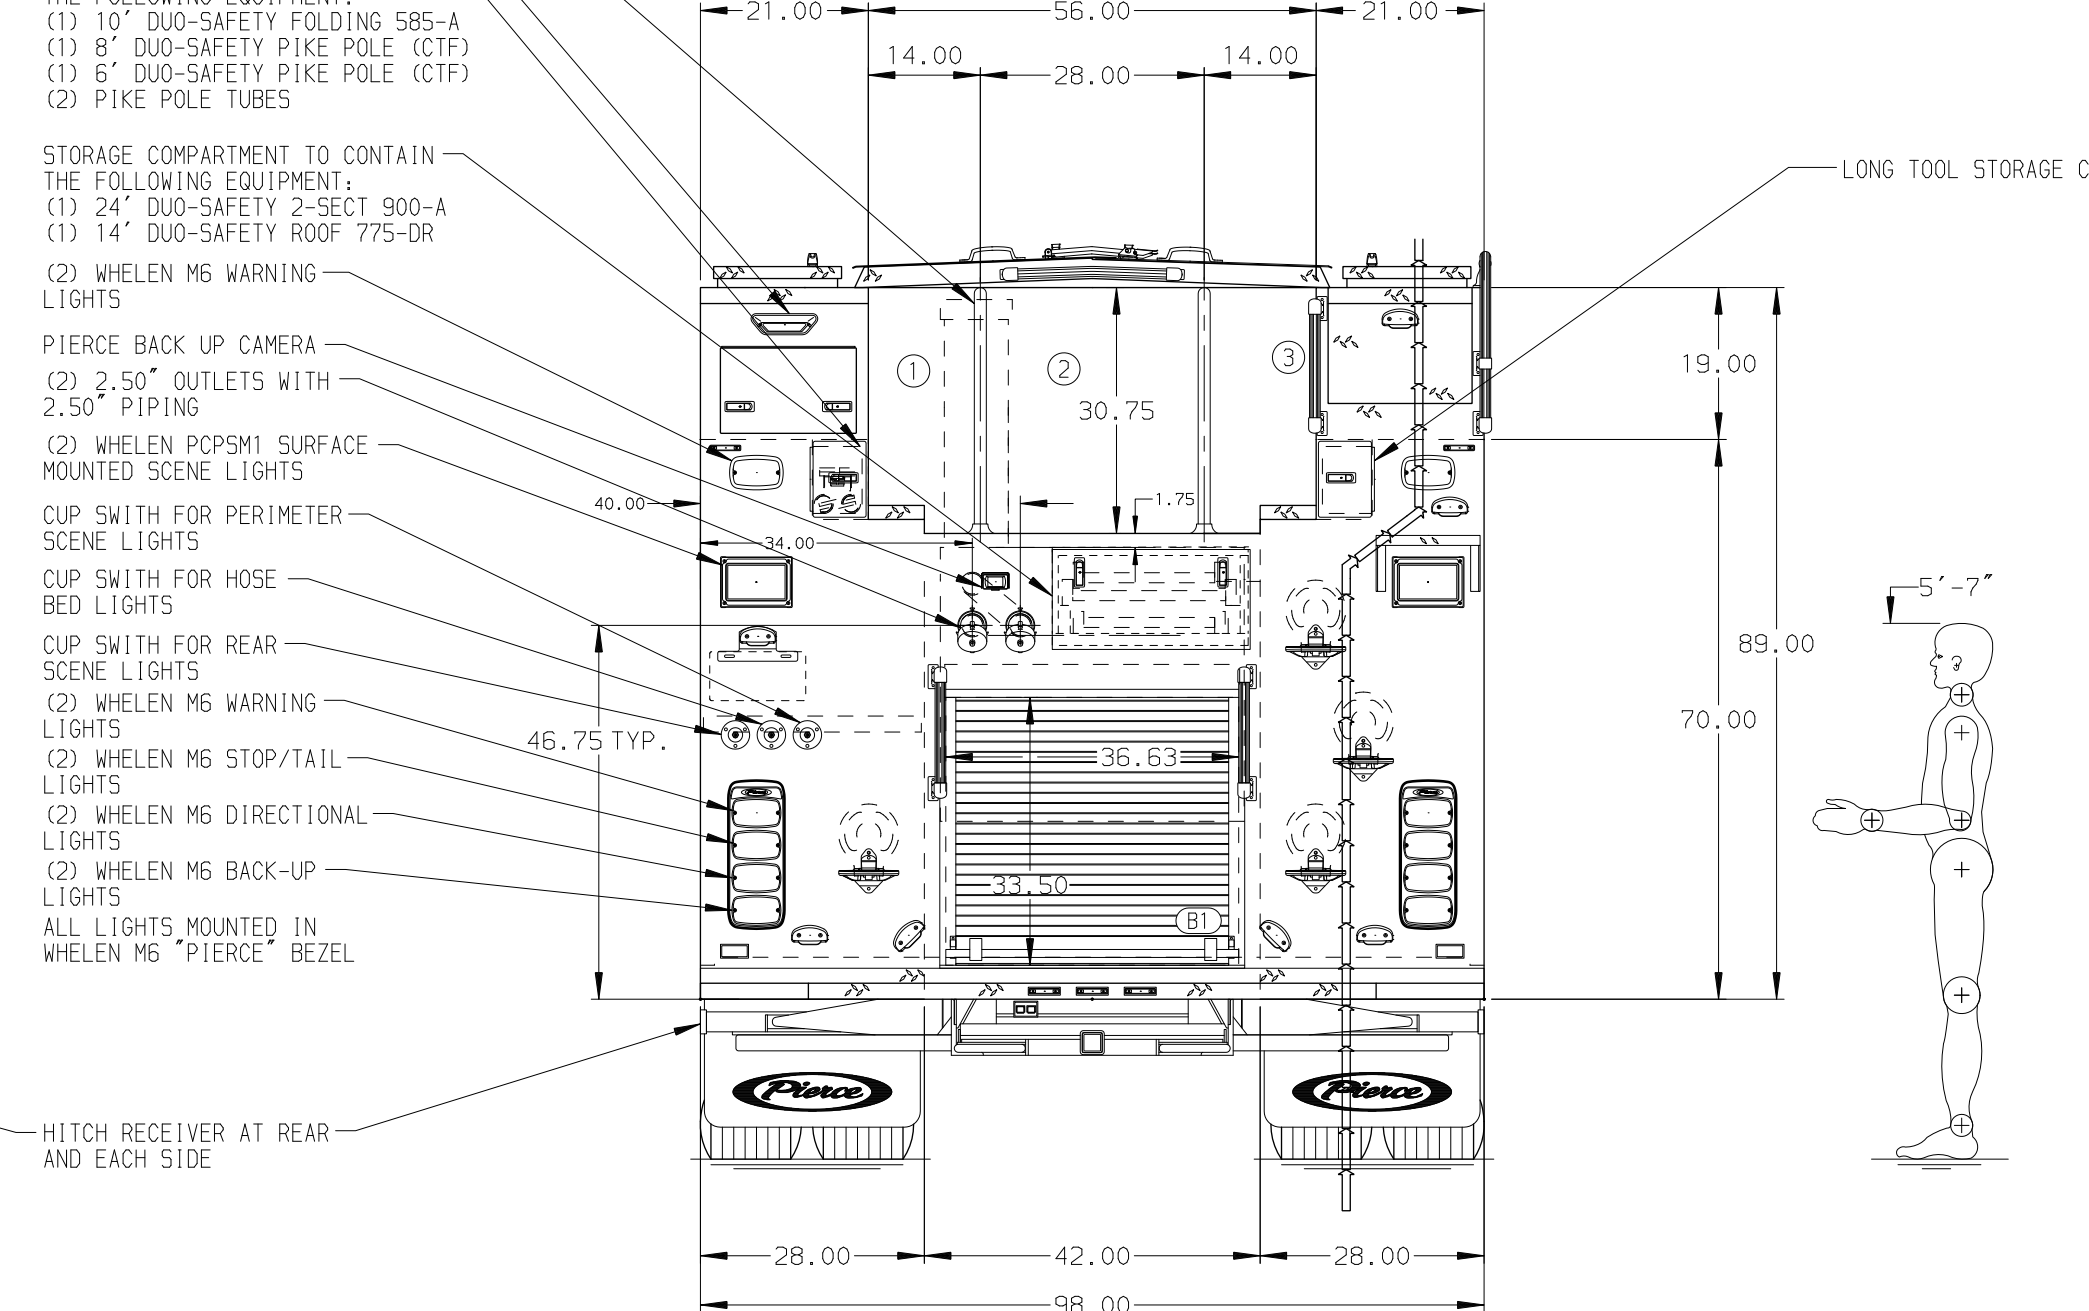 THE FOLLOWING EQUIPMENT:
(1) 10' DUO-SAFETY FOLDING 585-A
(1) 8' DUO-SAFETY PIKE POLE (CTF)
(1) 6' DUO-SAFETY PIKE POLE (CTF)
(2) PIKE POLE TUBES
STORAGE COMPARTMENT TO CONTAIN
THE FOLLOWING EQUIPMENT:
(1) 24' DUO-SAFETY 2-SECT 900-A
(1) 14' DUO-SAFETY ROOF 775-DR
(2) WHELEN M6 WARNING
LIGHTS
PIERCE BACK UP CAMERA
(2) 2.50" OUTLETS WITH
2.50" PIPING
(2) WHELEN PCPSM1 SURFACE
MOUNTED SCENE LIGHTS
CUP SWITH FOR PERIMETER
SCENE LIGHTS
CUP SWITH FOR HOSE
BED LIGHTS
CUP SWITH FOR REAR
SCENE LIGHTS
(2) WHELEN M6 WARNING
LIGHTS
(2) WHELEN M6 STOP/TAIL
LIGHTS
(2) WHELEN M6 DIRECTIONAL
LIGHTS
(2) WHELEN M6 BACK-UP
LIGHTS
ALL LIGHTS MOUNTED IN
WHELEN M6 "PIERCE" BEZEL
HITCH RECEIVER AT REAR
AND EACH SIDE
21.00 56.00 21.00
14.00 28.00 14.00
LONG TOOL STORAGE C
1 2 3
30.75
19.00
40.00
1.75
34.00
5'-7"
89.00
70.00
46.75 TYP.
36.63
33.50
B1
Pierce
Pierce
28.00 42.00 28.00
98.00